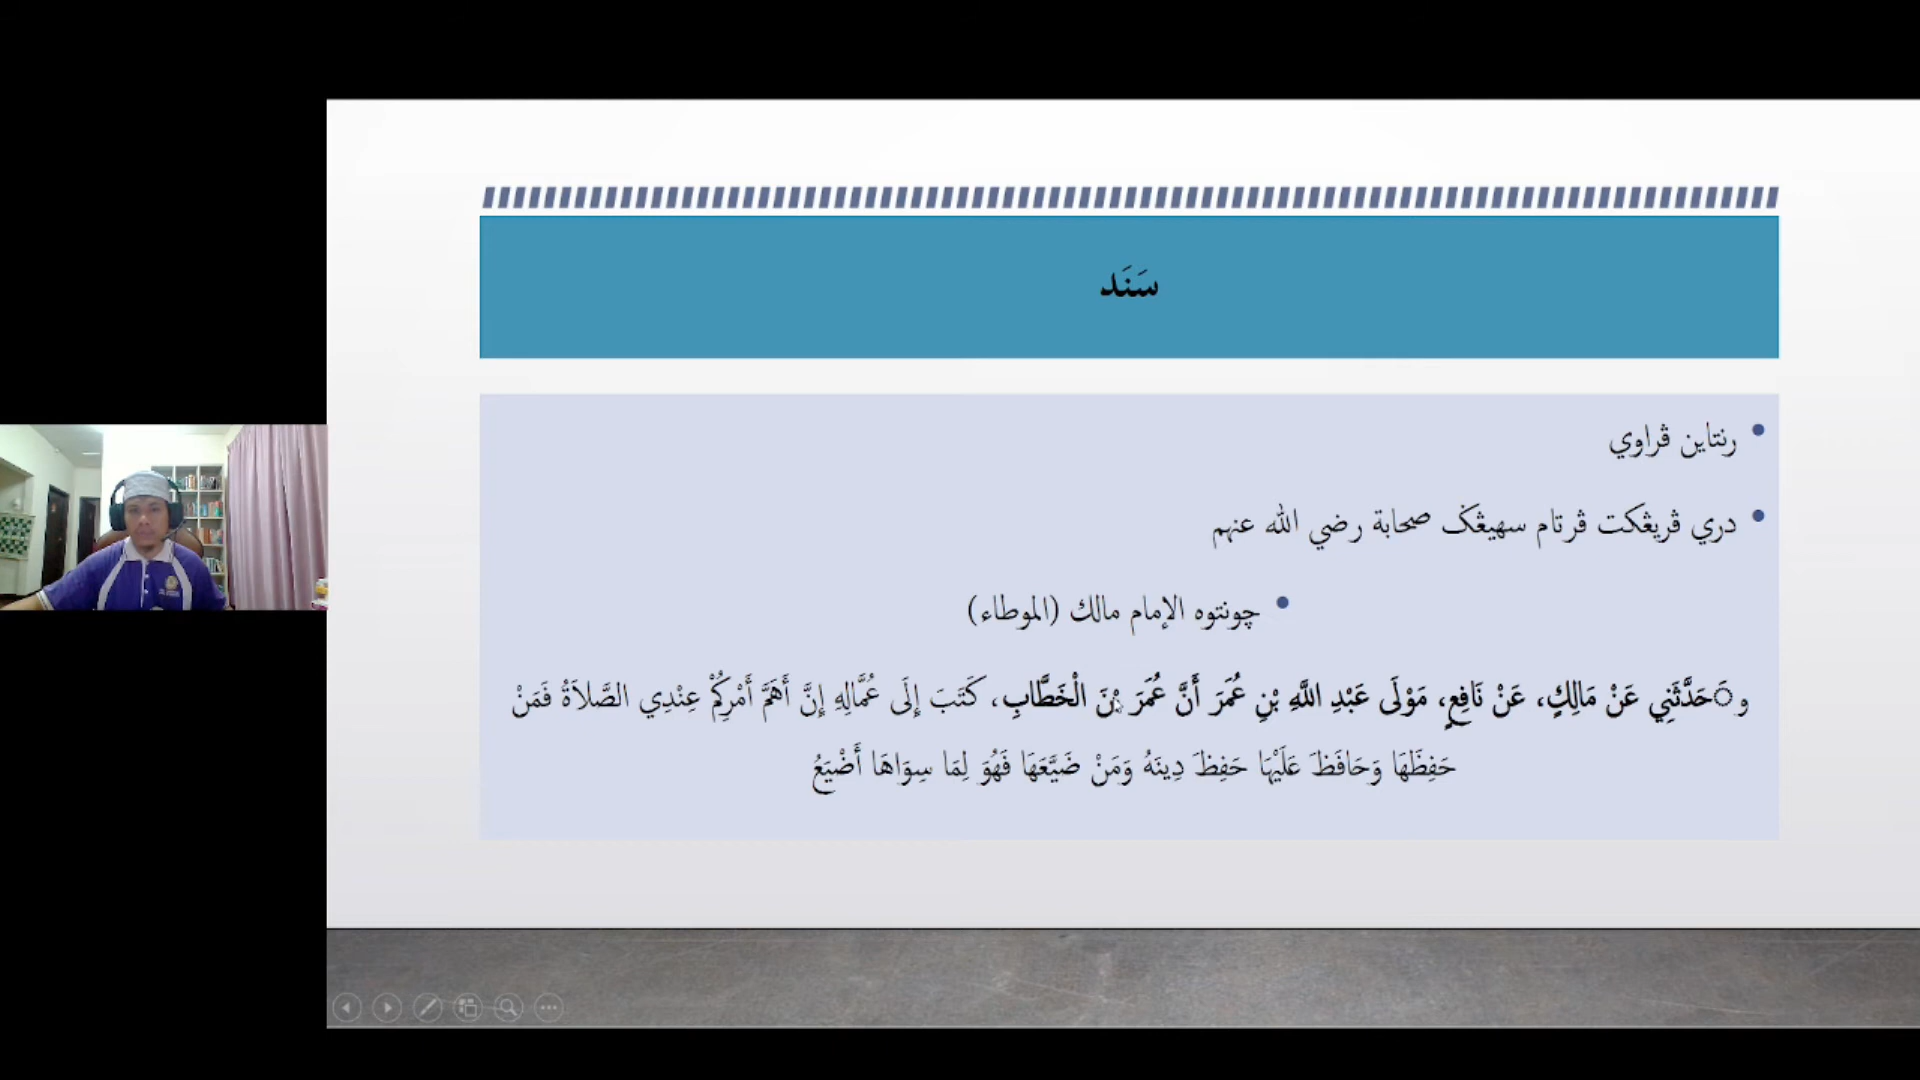 سَنَد
رنتاين ڤراوي
دري ڤريڠکت ڤرتام سهيڠݢ صحابة رضي الله عنهم
چونتوه الإمام مالك (الموطاء)
وَحَدَّثَنِي عَنْ مَالِكٍ، عَنْ نَافِعٍ، مَوْلَى عَبْدِ اللَّهِ بْنِ عُمَرَ أَنَّ عُمَرَ بْنَ الْخَطَّابِ، كَتَبَ إِلَى عُمَّالِهِ إِنَّ أَهَمَّ أَمْرِكُمْ عِنْدِي الصَّلاَةُ فَمَنْ
حَفِظَهَا وَحَافَظَ عَلَيْهَا حَفِظَ دِينَهُ وَمَنْ ضَيَّعَهَا فَهُوَ لِمَا سِوَاهَا أَضْيَعُ